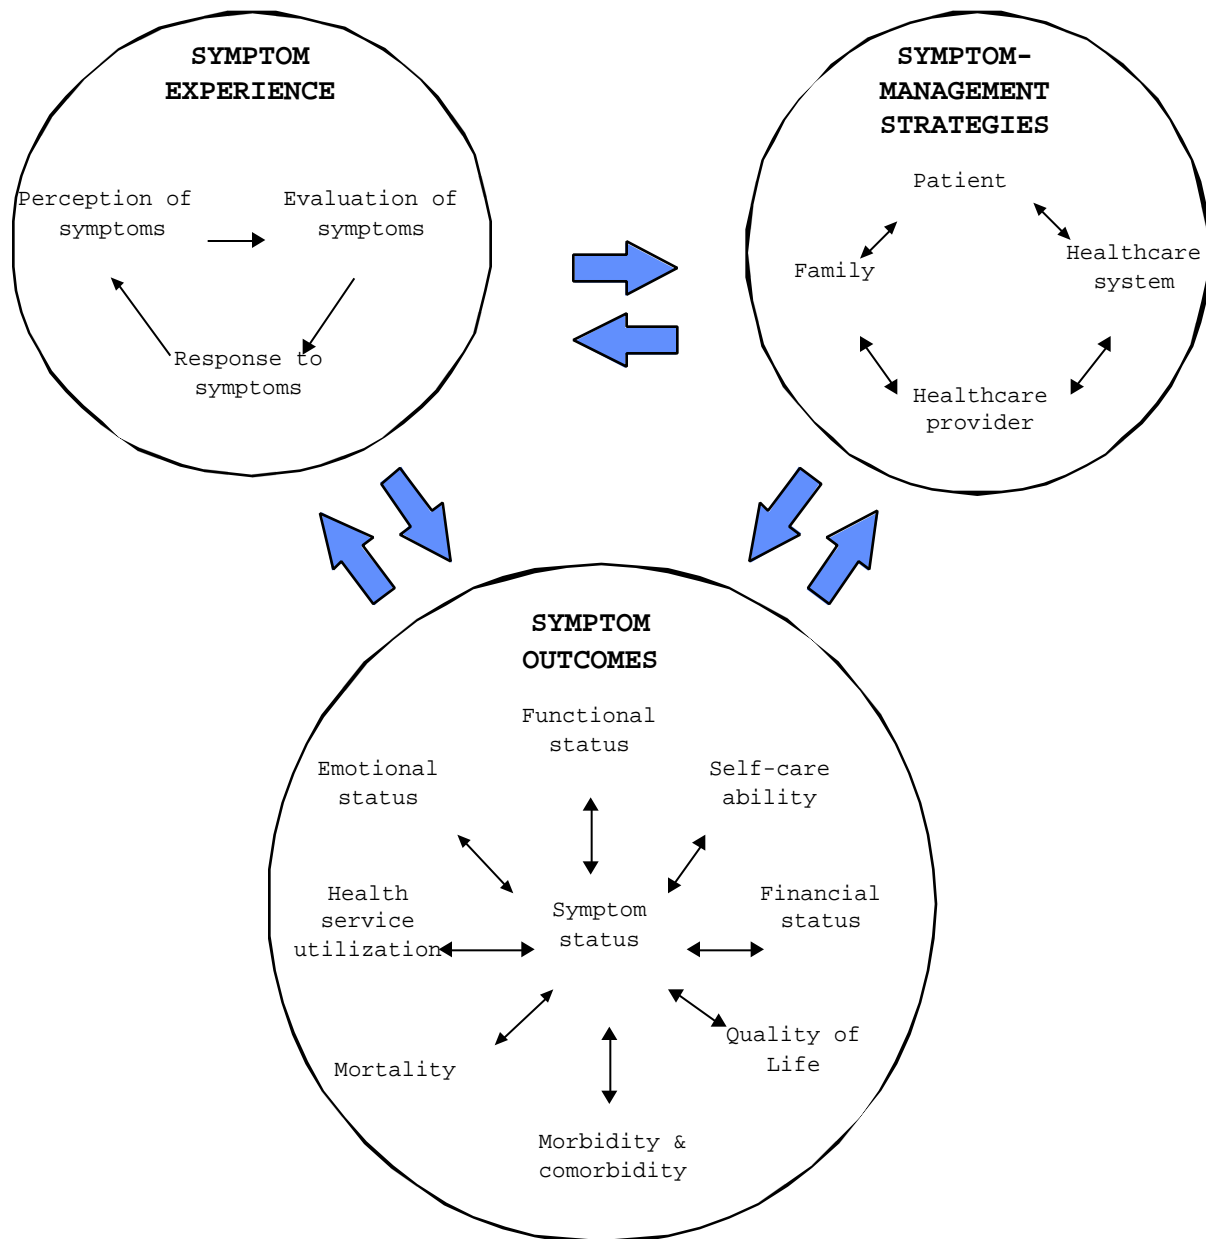 SYMPTOM
EXPERIENCE
Perception of
symptoms
Evaluation of
symptoms
Response to
symptoms
SYMPTOM-
MANAGEMENT
STRATEGIES
Patient
Family
Healthcare
system
Healthcare
provider
SYMPTOM
OUTCOMES
Functional
status
Emotional
status
Self-care
ability
Health
service
utilization
Symptom
status
Financial
status
Mortality
Quality of
Life
Morbidity &
comorbidity